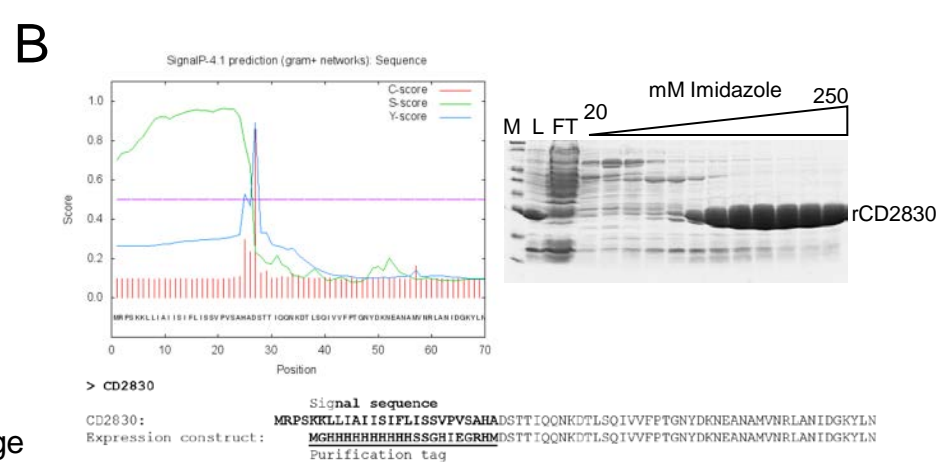 B
SignalP-4.1 prediction (gram+ networks): Sequence
C-score
S-score
Y-score
1.0
0.8
0.6
0.4
0.2
0.0
Score
MRPSKKLLIAIISIFLISSVPVSAHADSTTIQQNKDTLSQIVVFPTGNYDKNEANAMVNRLANIDGKYLN
0 10 20 30 40 50 60 70
Position
mM Imidazole
M L FT 20 250
rCD2830
> CD2830
Signal sequence
CD2830: MRPSKKLLIAIISIFLISSVPVSAHADSTTIQQNKDTLSQIVVFPTGNYDKNEANAMVNRLANIDGKYLN
Expression construct: MGHHHHHHHHHHSSGHIEGRHMDSTTIQQNKDTLSQIVVFPTGNYDKNEANAMVNRLANIDGKYLN
Purification tag
ge